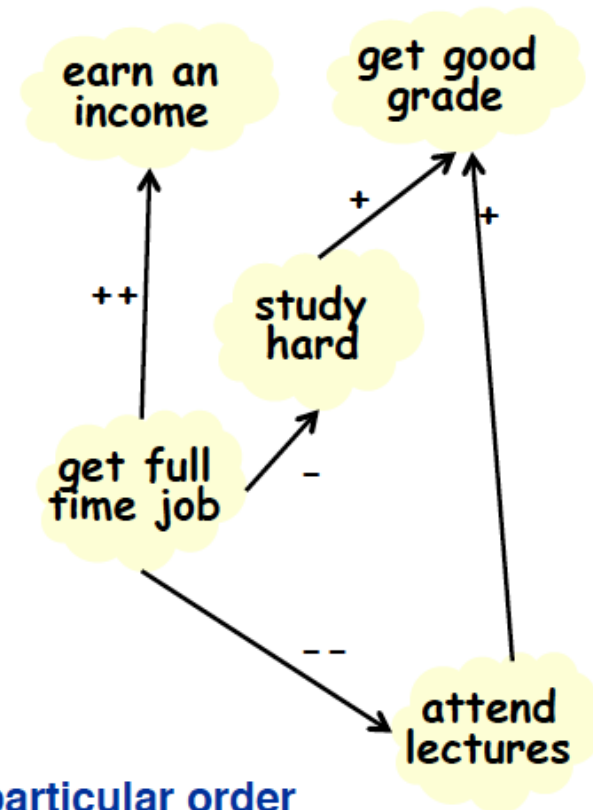 earn an
income
get good
grade
+
+
++
study
hard
get full
time job
-
--
attend
lectures
particular order